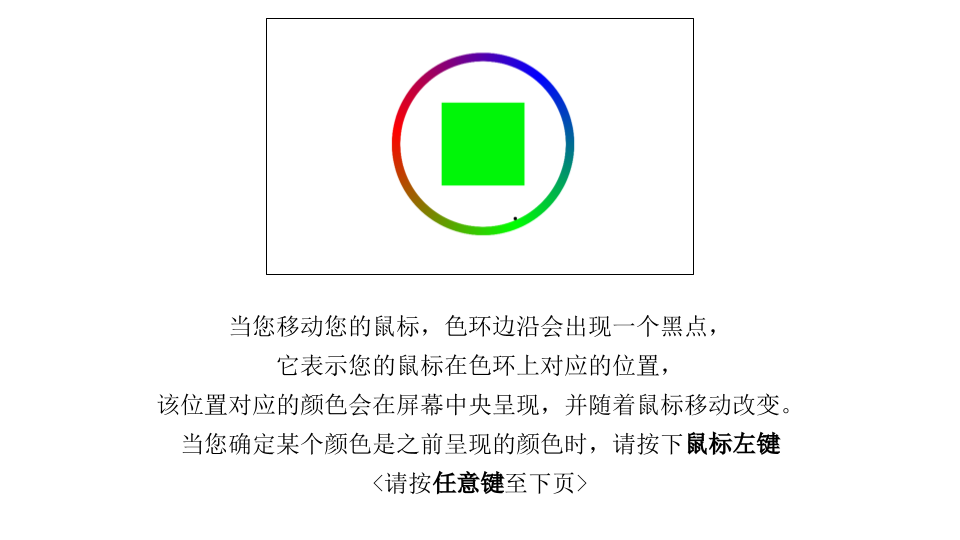 当您移动您的鼠标，色环边沿会出现一个黑点，
它表示您的鼠标在色环上对应的位置，
该位置对应的颜色会在屏幕中央呈现，并随着鼠标移动改变。
当您确定某个颜色是之前呈现的颜色时，请按下鼠标左键
<请按任意键至下页>